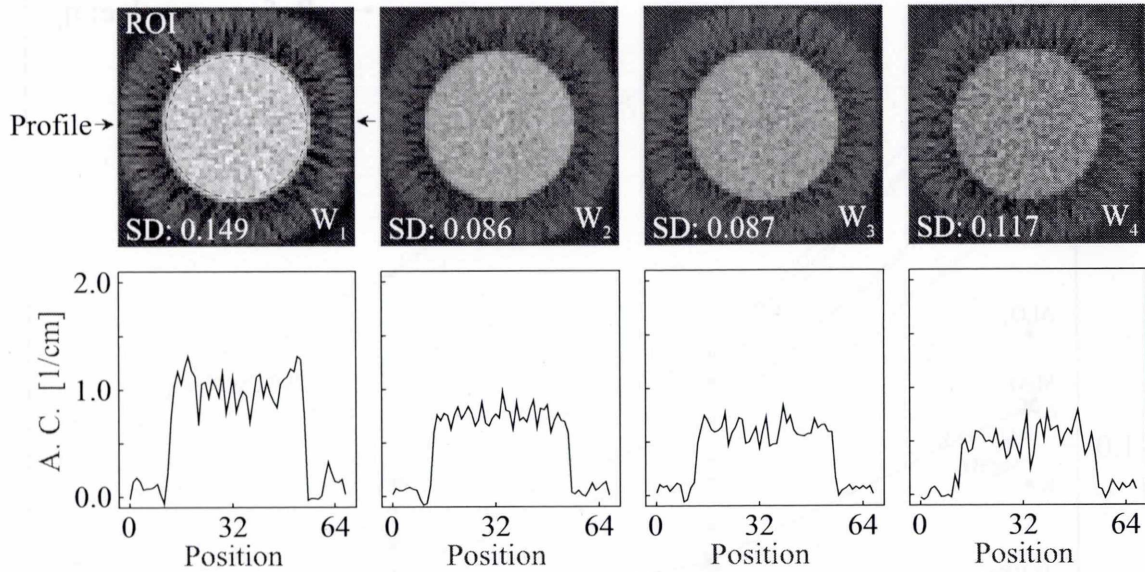 ROI
Profile
SD: 0.149 W₁
SD: 0.086 W₂
SD: 0.087 W₃
SD: 0.117 W₄
A. C. [1/cm]
2.0
1.0
0.0
0 32 64
0 32 64
0 32 64
0 32 64
Position
Position
Position
Position